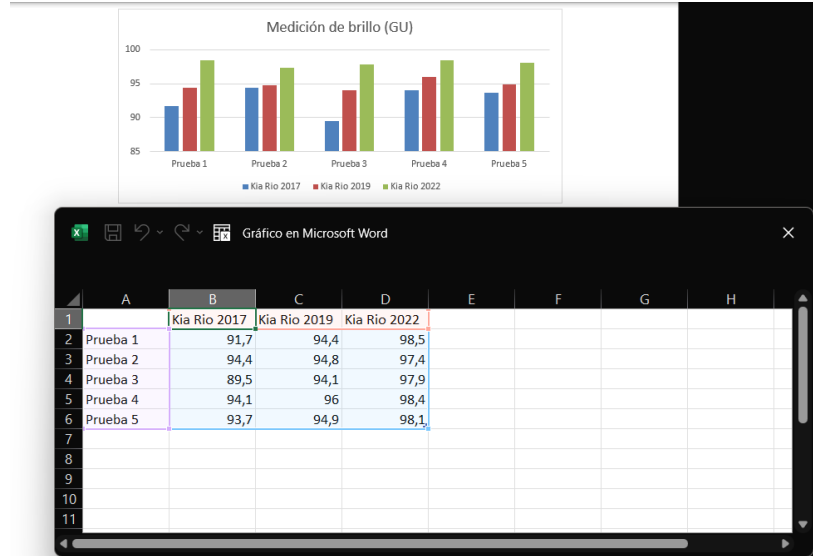 Medición de brillo (GU)
100
95
90
85
Prueba 1 Prueba 2 Prueba 3 Prueba 4 Prueba 5
Kia Rio 2017 Kia Rio 2019 Kia Rio 2022
Gráfico en Microsoft Word
A B C D E F G H
1 Kia Rio 2017 Kia Rio 2019 Kia Rio 2022
2 Prueba 1 91,7 94,4 98,5
3 Prueba 2 94,4 94,8 97,4
4 Prueba 3 89,5 94,1 97,9
5 Prueba 4 94,1 96 98,4
6 Prueba 5 93,7 94,9 98,1
7
8
9
10
11